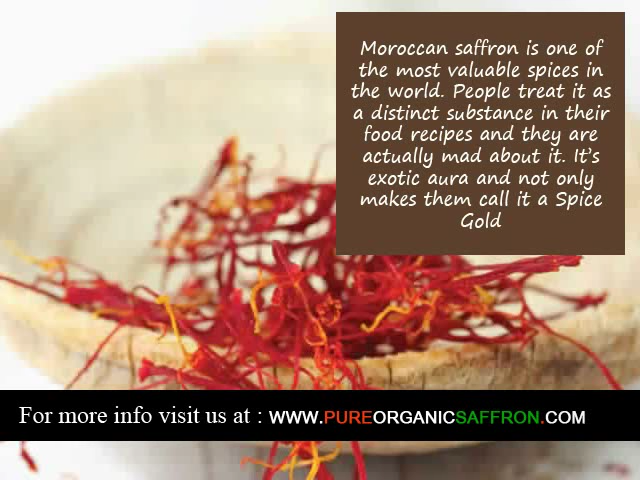 Moroccan saffron is one of
the most valuable spices in
the world. People treat it as
a distinct substance in their
food recipes and they are
actually mad about it. It's
exotic aura and not only
makes them call it a Spice
Gold
For more info visit us at : WWW.PUREORGANICSAFFRON.COM